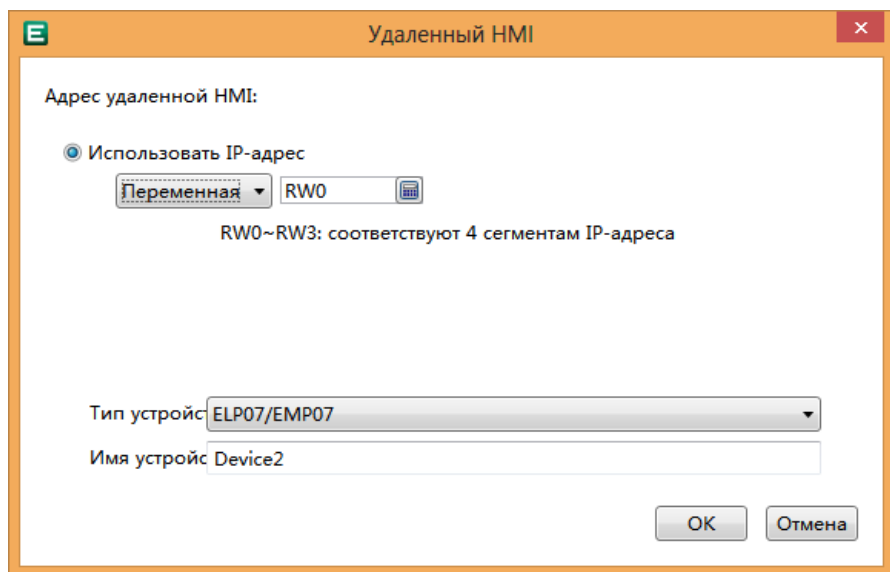 Удаленный HMI
Адрес удаленной HMI:
Использовать IP-адрес
Переменная RW0
RW0~RW3: соответствуют 4 сегментам IP-адреса
Тип устройс ELP07/EMP07
Имя устройс Device2
OK Отмена